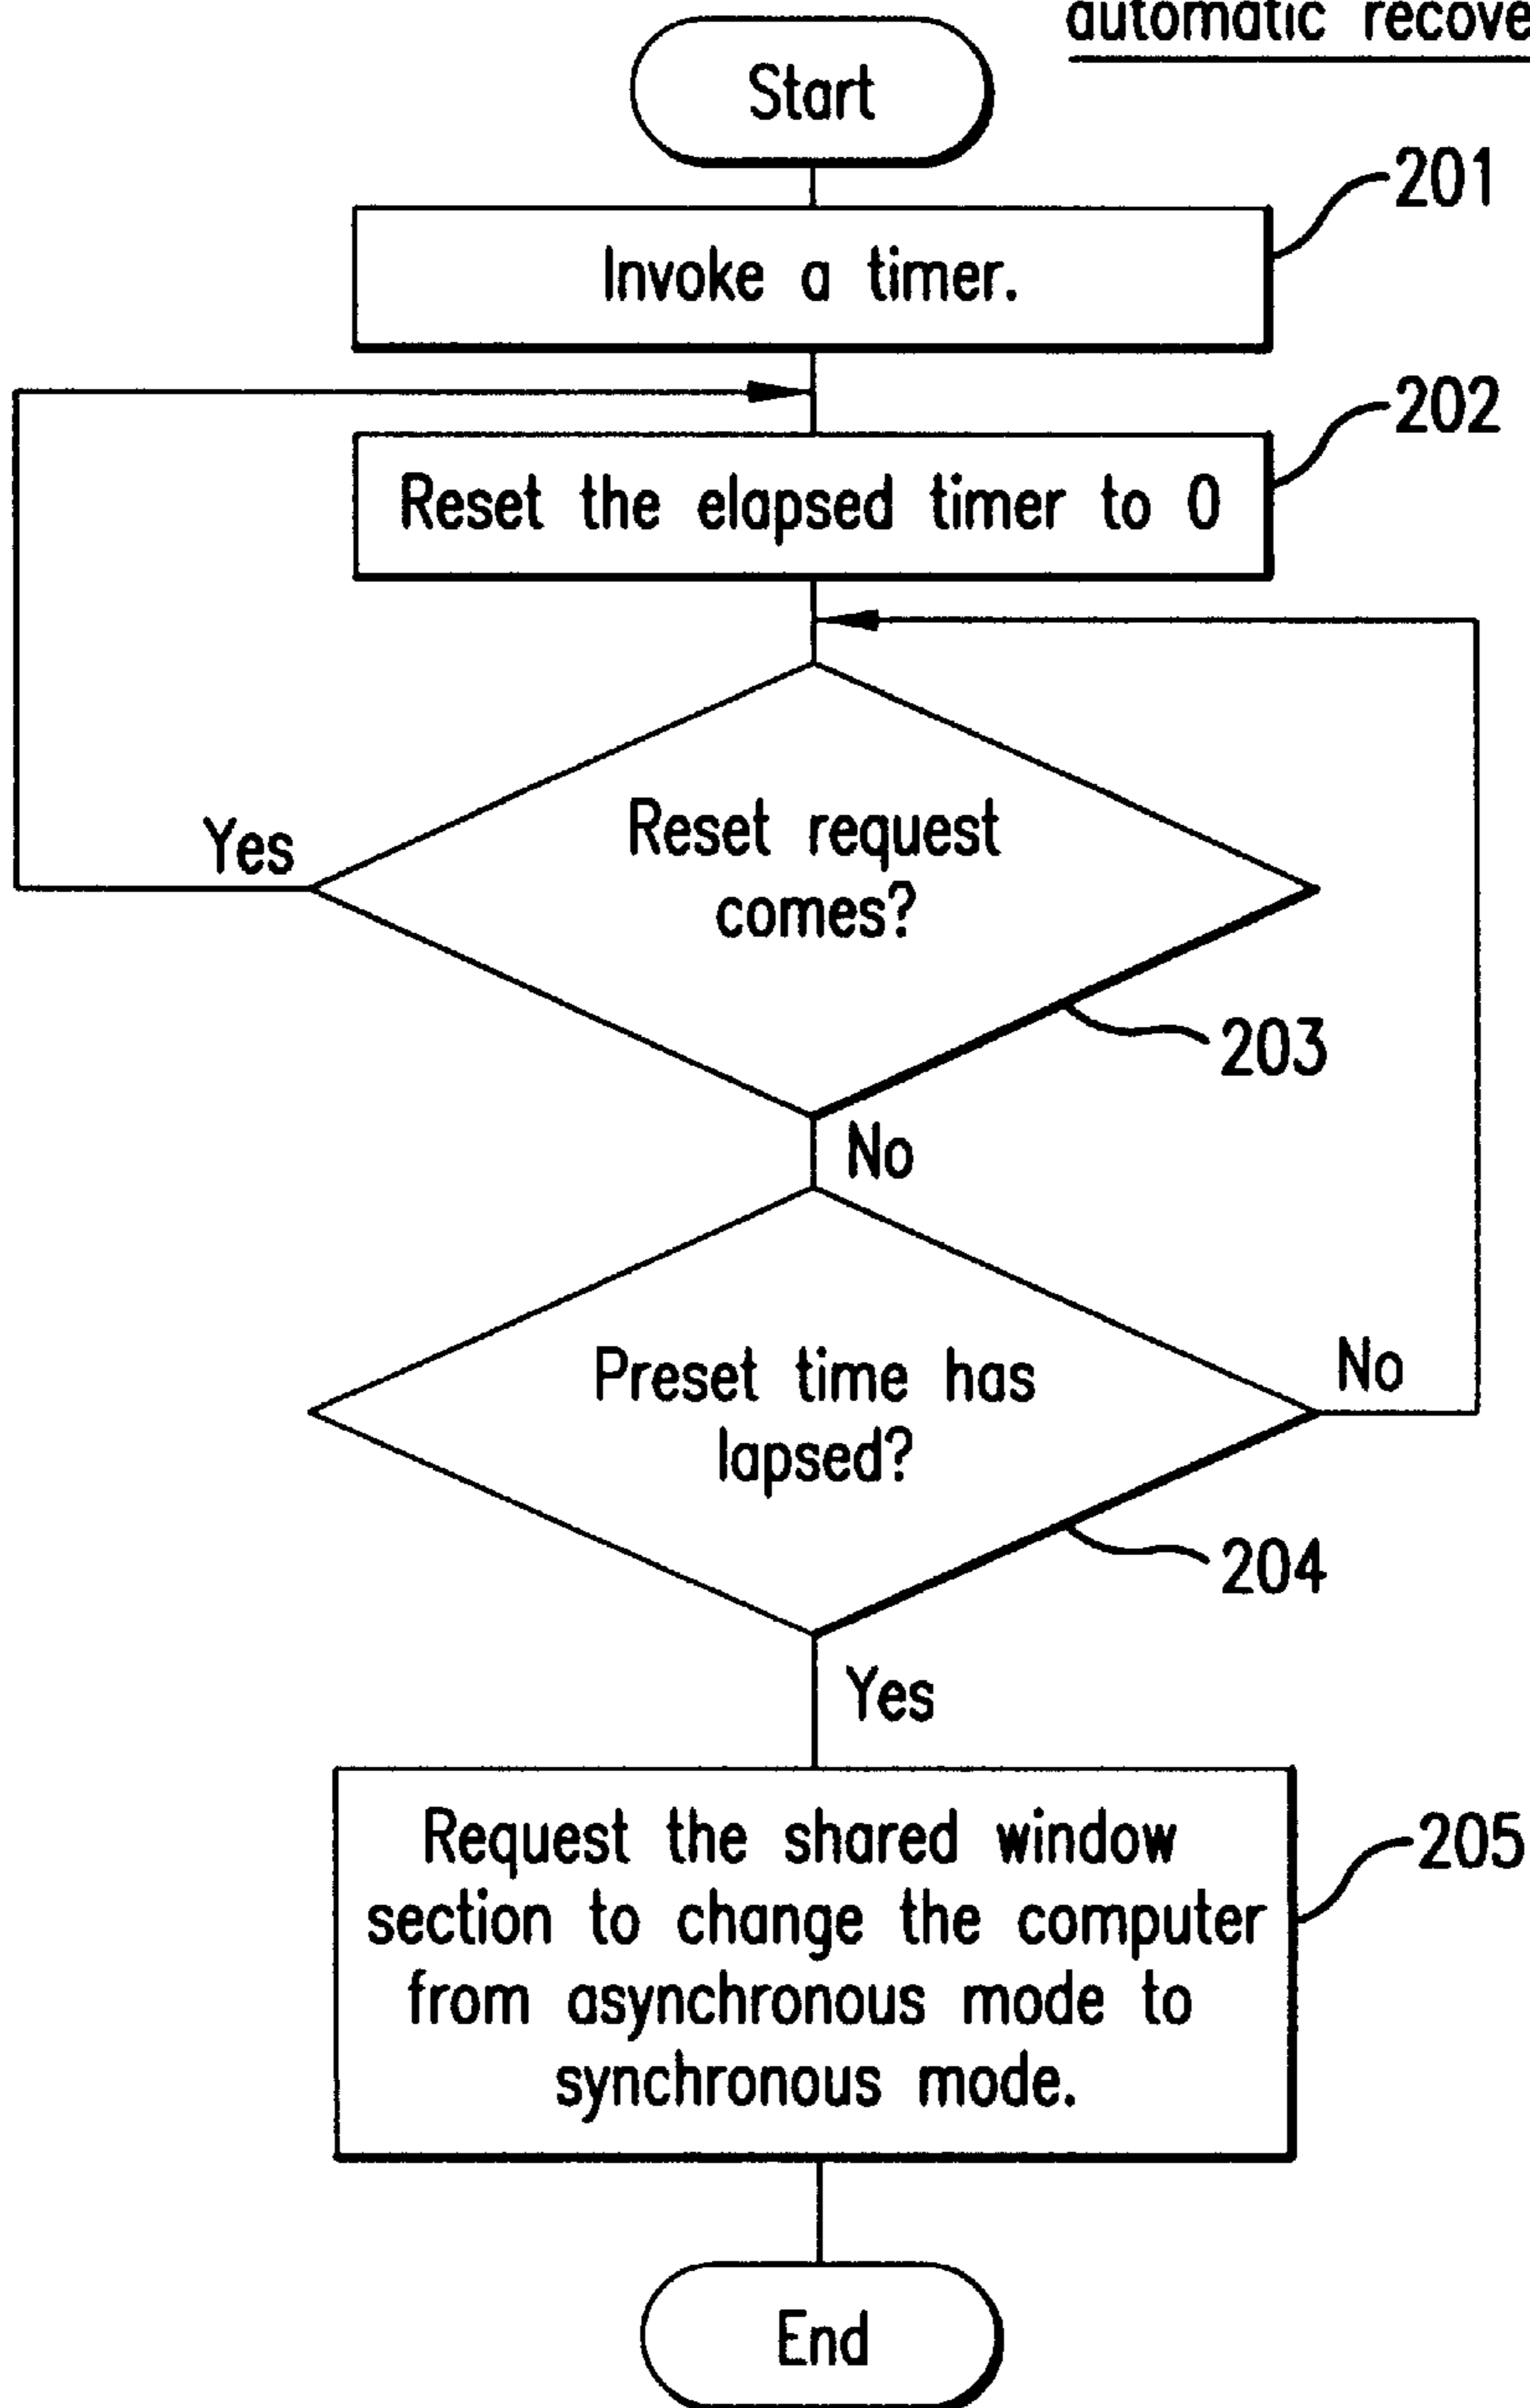 automatic
Start
201
Invoke a timer.
202
Reset the elapsed timer to 0
Reset request
comes?
Yes
203
No
Preset time has
lapsed?
No
204
Yes
Request the shared window
section to change the computer
from asynchronous mode to
synchronous mode.
205
End